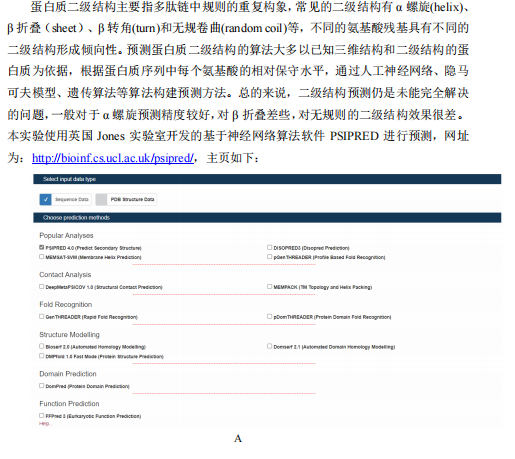 蛋白质二级结构主要指多肽链中规则的重复构象，常见的二级结构有 α 螺旋(helix)、
β 折叠（sheet）、β 转角(turn)和无规卷曲(random coil)等，不同的氨基酸残基具有不同的
二级结构形成倾向性。预测蛋白质二级结构的算法大多以已知三维结构和二级结构的蛋
白质为依据，根据蛋白质序列中每个氨基酸的相对保守水平，通过人工神经网络、隐马
可夫模型、遗传算法等算法构建预测方法。总的来说，二级结构预测仍是未能完全解决
的问题，一般对于 α 螺旋预测精度较好，对 β 折叠差些，对无规则的二级结构效果很差。
本实验使用英国 Jones 实验室开发的基于神经网络算法软件 PSIPRED 进行预测，网址
为：http://bioinf.cs.ucl.ac.uk/psipred/，主页如下：
Select input data type
Sequence Data PDB Structure Data
Choose prediction methods
Popular Analyses
PSIPRED 4.0 (Predict Secondary Structure) DISOPRED3 (Disopred Prediction)
MEMSAT-SVM (Membrane Helix Prediction) pGenTHREADER (Profile Based Fold Recognition)
Contact Analysis
DeepMetaPSICOV 1.0 (Structural Contact Prediction) MEMPACK (TM Topology and Helix Packing)
Fold Recognition
GenTHREADER (Rapid Fold Recognition) pDomTHREADER (Protein Domain Fold Recognition)
Structure Modelling
Bioserf 2.0 (Automated Homology Modelling) Domserf 2.1 (Automated Domain Homology Modelling)
DMPfold 1.0 Fast Mode (Protein Structure Prediction)
Domain Prediction
DomPred (Protein Domain Prediction)
Function Prediction
FFPred 3 (Eurkaryotic Function Prediction)
Help...
A